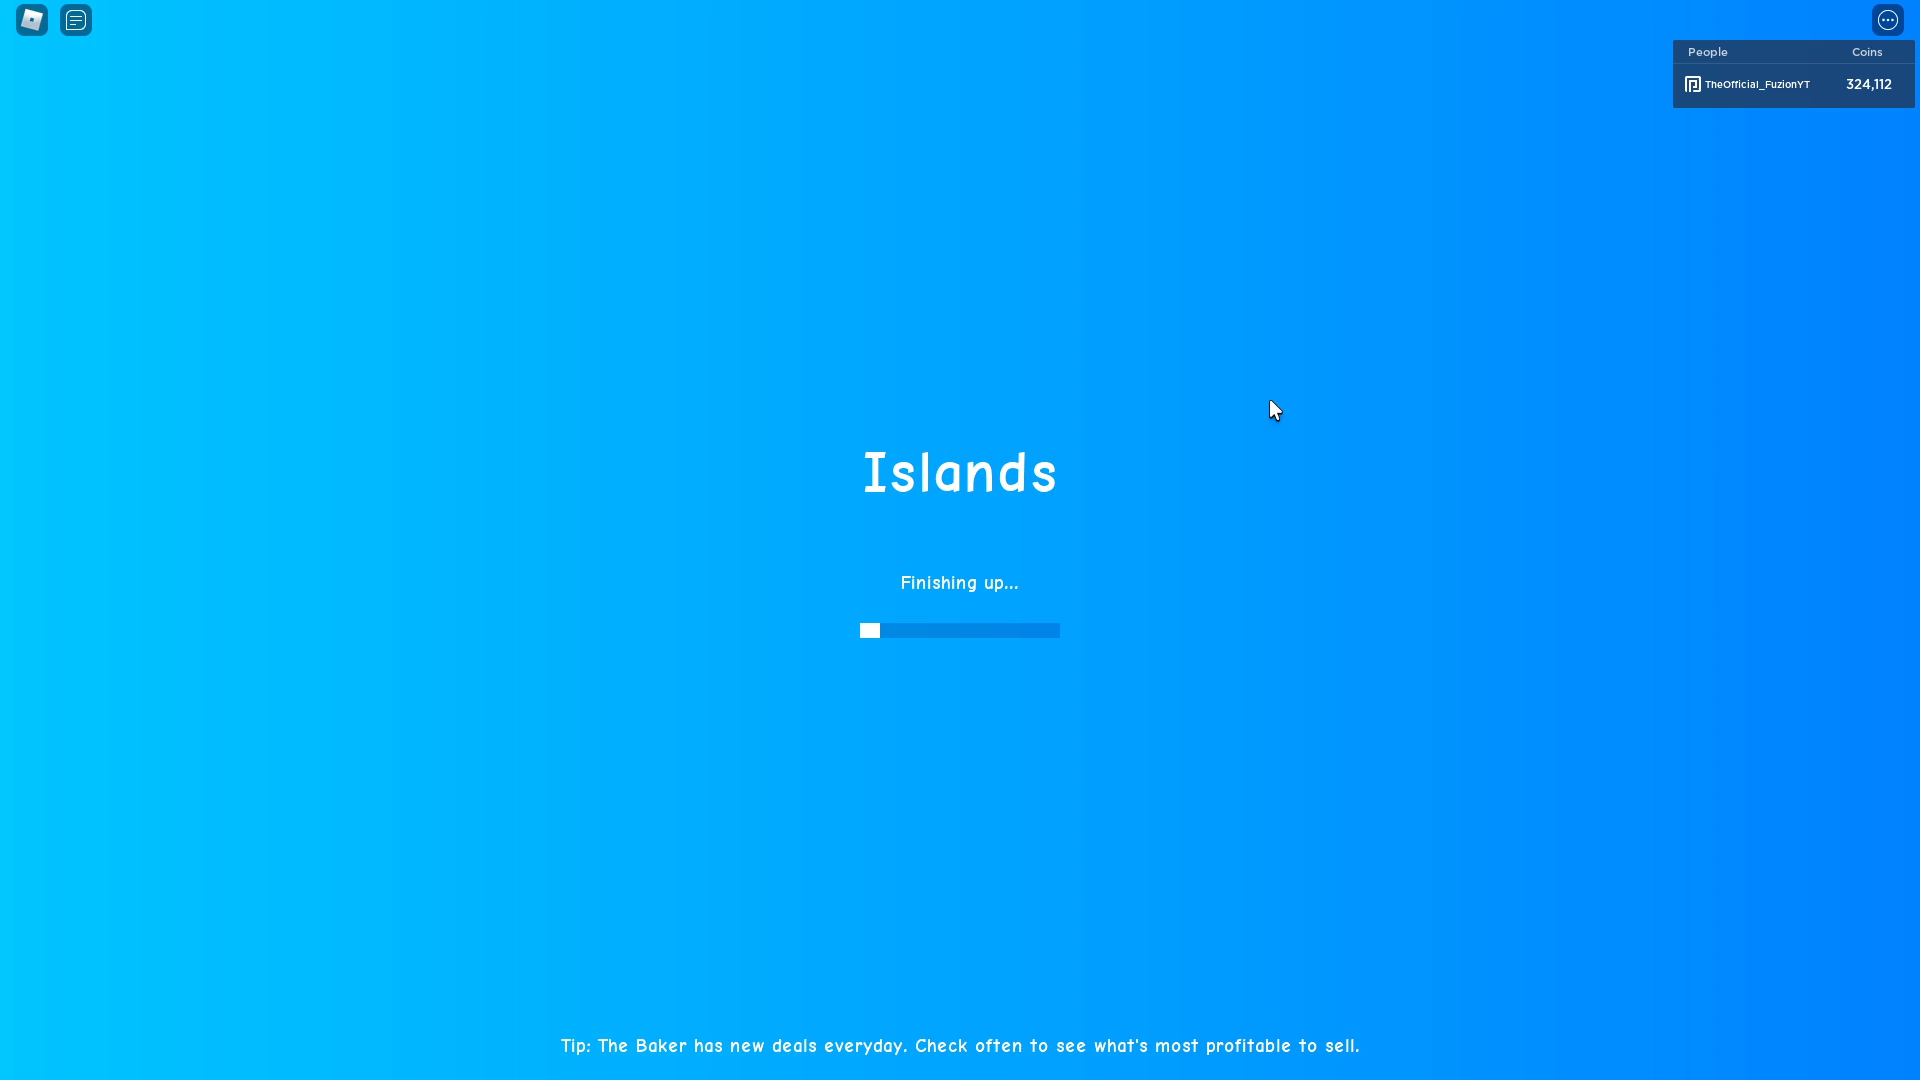 People Coins
TheOfficial_FuzionYT 324,112
Islands
Finishing up...
Tip: The Baker has new deals everyday. Check often to see what's most profitable to sell.